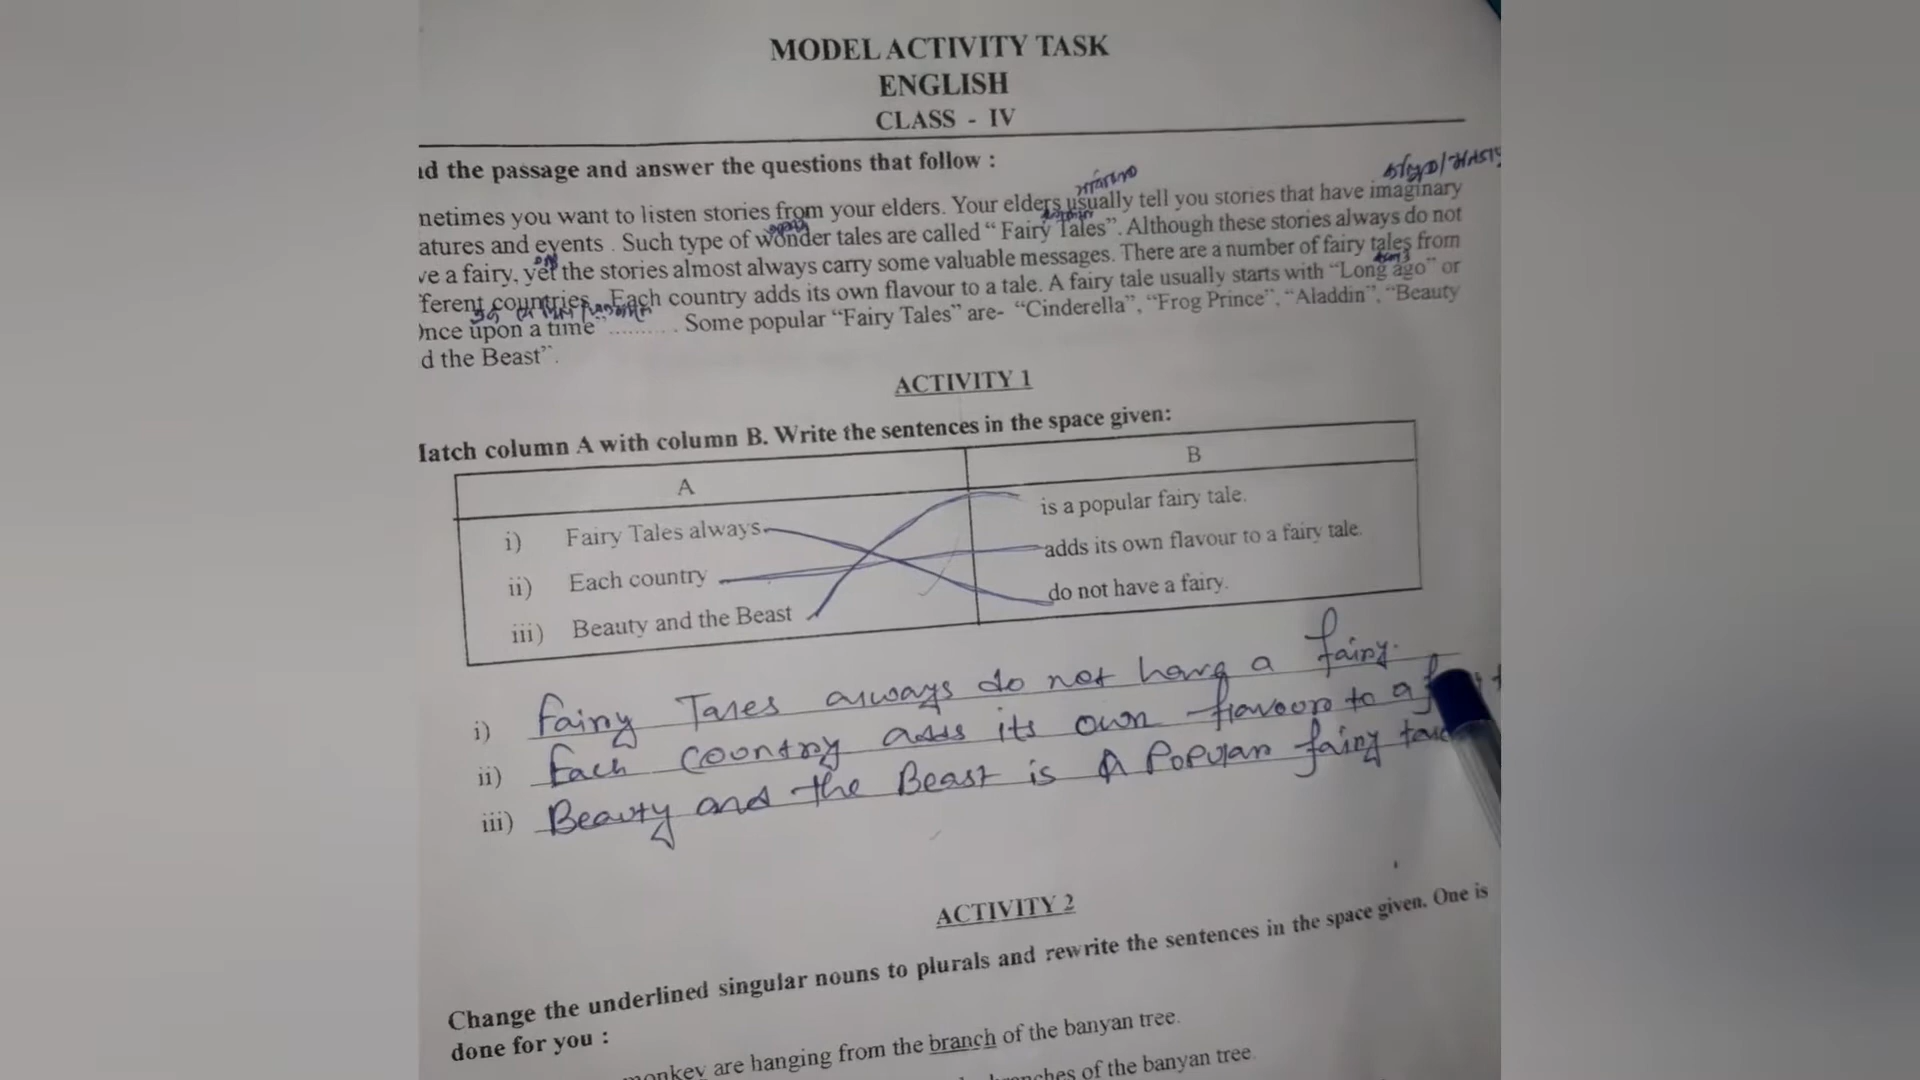 MODEL ACTIVITY TASK
ENGLISH
CLASS - IV
d the passage and answer the questions that follow :
netimes you want to listen stories from your elders. Your elders usually tell you stories that have imaginary
atures and events . Such type of wonder tales are called “ Fairy Tales”. Although these stories always do not
ve a fairy, yet the stories almost always carry some valuable messages. There are a number of fairy tales from
ferent countries. Each country adds its own flavour to a tale. A fairy tale usually starts with “Long ago” or
Once upon a time” .......... Some popular “Fairy Tales” are- “Cinderella”, “Frog Prince”, “Aladdin”, “Beauty
d the Beast”.
ACTIVITY 1
Match column A with column B. Write the sentences in the space given:
A B
i) Fairy Tales always is a popular fairy tale.
ii) Each country adds its own flavour to a fairy tale.
iii) Beauty and the Beast do not have a fairy.
i) Fairy Tales always do not have a fairy.
ii) Each country adds its own flavour to a
iii) Beauty and the Beast is A Popular fairy
ACTIVITY 2
Change the underlined singular nouns to plurals and rewrite the sentences in the space given. One is
done for you :
monkey are hanging from the branch of the banyan tree.
branches of the banyan tree.